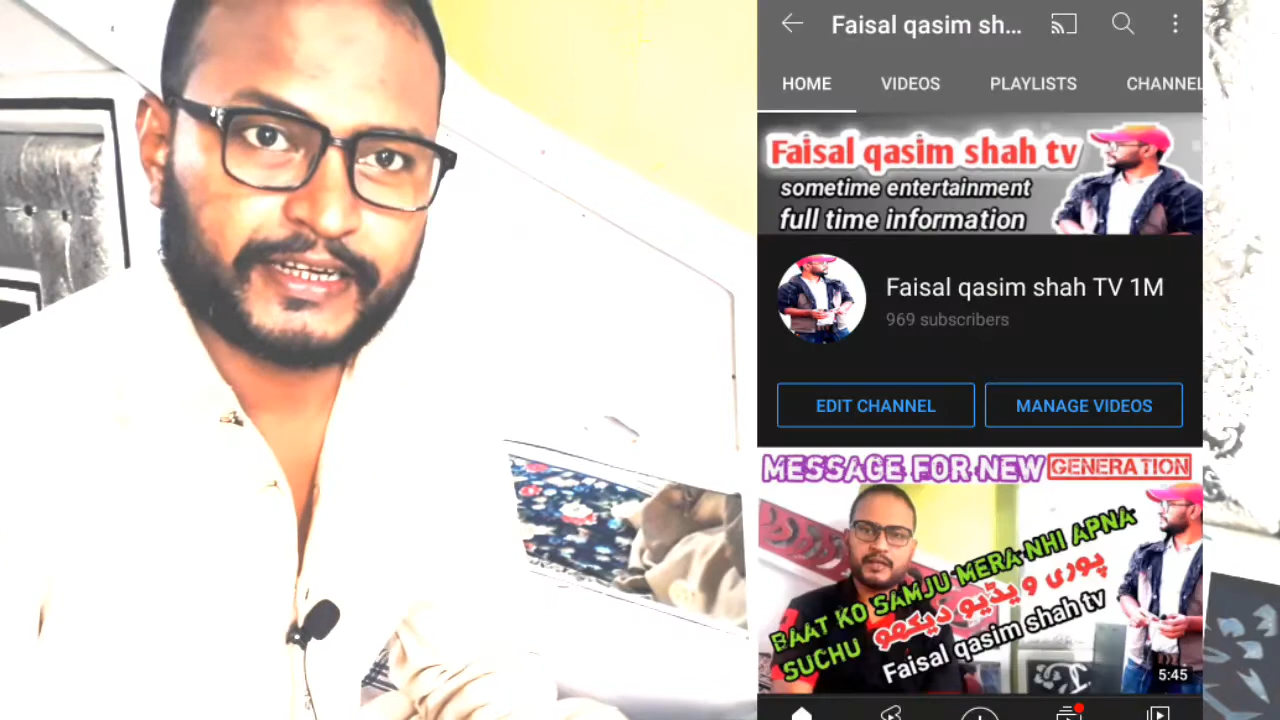 Faisal qasim sh...
HOME VIDEOS PLAYLISTS CHANNEL
Faisal qasim shah tv
sometime entertainment
full time information
Faisal qasim shah TV 1M
969 subscribers
EDIT CHANNEL MANAGE VIDEOS
MESSAGE FOR NEW GENERATION
BAAT KO SAMJU MERA NHI APNA
SUCHU
پوری ویڈیو دیکھو
Faisal qasim shah tv
5:45